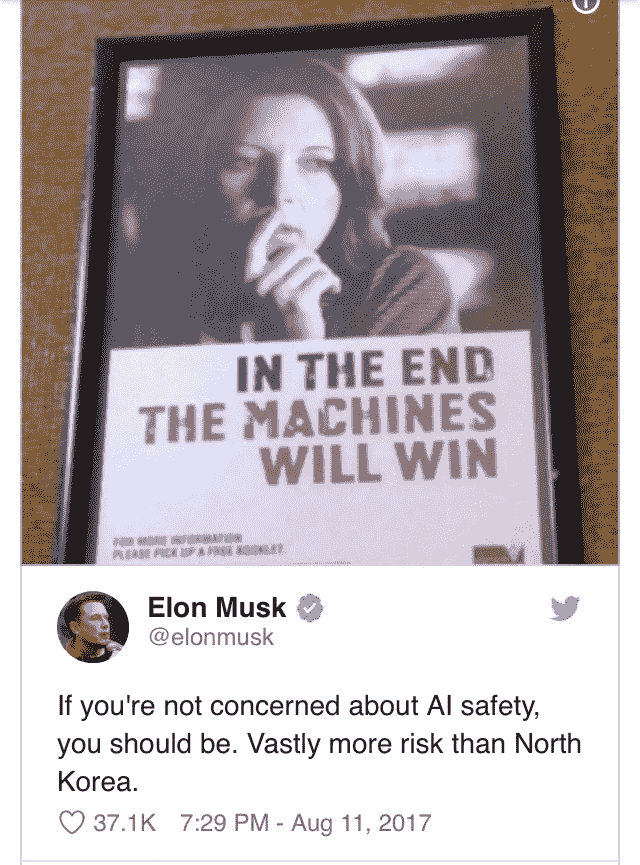 IN THE END
THE MACHINES
WILL WIN
FOR MORE INFORMATION
PLEASE PICK UP A FREE BOOKLET
Elon Musk
@elonmusk
If you're not concerned about AI safety,
you should be. Vastly more risk than North
Korea.
37.1K 7:29 PM - Aug 11, 2017